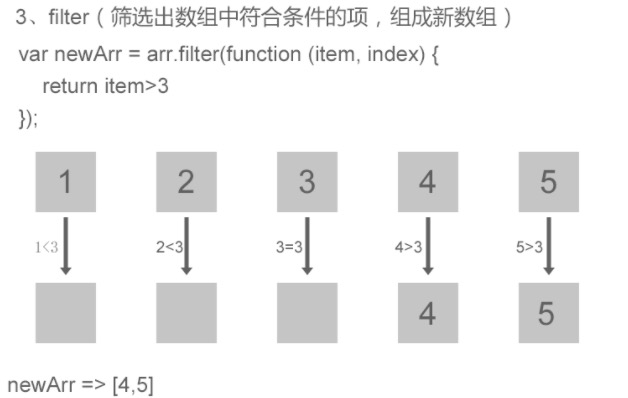 3、filter（筛选出数组中符合条件的项，组成新数组）
var newArr = arr.filter(function (item, index) {
return item>3
});
1 2 3 4 5
1<3 2<3 3=3 4>3 5>3
4 5
newArr => [4,5]